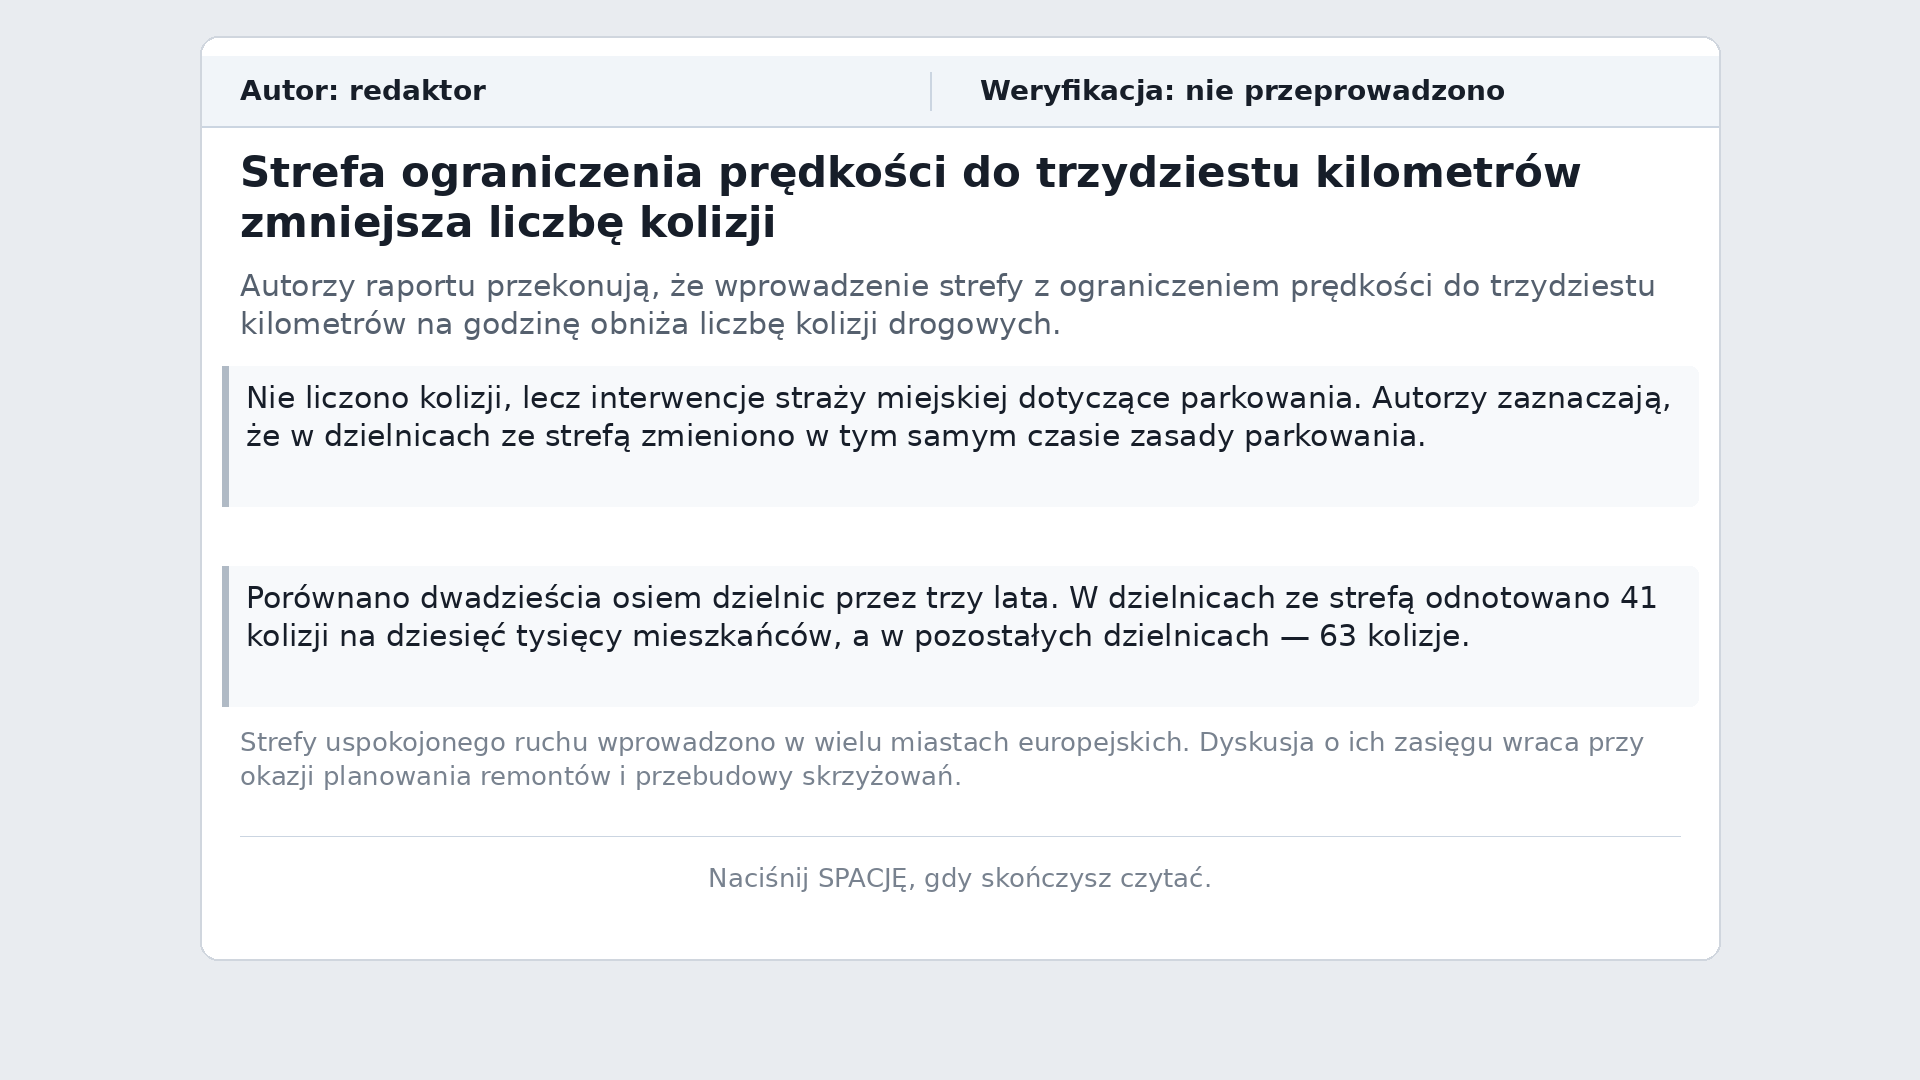 Autor: redaktor
Weryfikacja: nie przeprowadzono
Strefa ograniczenia prędkości do trzydziestu kilometrów
zmniejsza liczbę kolizji
Autorzy raportu przekonują, że wprowadzenie strefy z ograniczeniem prędkości do trzydziestu
kilometrów na godzinę obniża liczbę kolizji drogowych.
Nie liczono kolizji, lecz interwencje straży miejskiej dotyczące parkowania. Autorzy zaznaczają,
że w dzielnicach ze strefą zmieniono w tym samym czasie zasady parkowania.
Porównano dwadzieścia osiem dzielnic przez trzy lata. W dzielnicach ze strefą odnotowano 41
kolizji na dziesięć tysięcy mieszkańców, a w pozostałych dzielnicach — 63 kolizje.
Strefy uspokojonego ruchu wprowadzono w wielu miastach europejskich. Dyskusja o ich zasięgu wraca przy
okazji planowania remontów i przebudowy skrzyżowań.
Naciśnij SPACJĘ, gdy skończysz czytać.